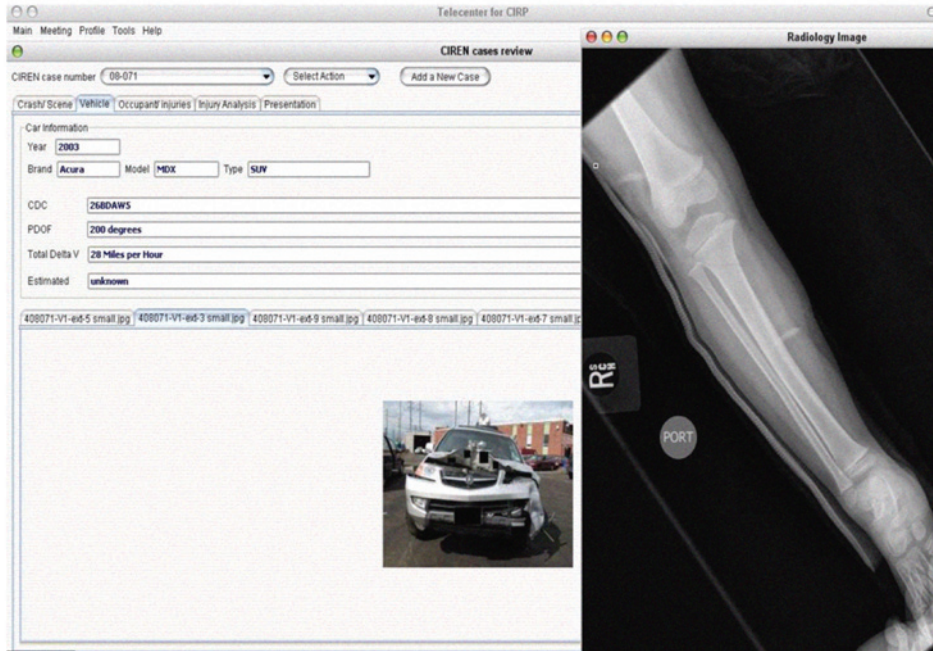 Telecenter for CIRP
Main Meeting Profile Tools Help
CIREN cases review
CIREN case number 08-071 Select Action Add a New Case
Crash/ Scene Vehicle Occupant/ Injuries Injury Analysis Presentation
Car Information
Year 2003
Brand Acura Model MDX Type SUV
CDC 26BDAW5
PDOF 200 degrees
Total Delta V 28 Miles per Hour
Estimated unknown
408071-V1-ext-5 small.jpg 408071-V1-ext-3 small.jpg 408071-V1-ext-9 small.jpg 408071-V1-ext-8 small.jpg 408071-V1-ext-7 small.jp
Radiology Image
R SCH
PORT